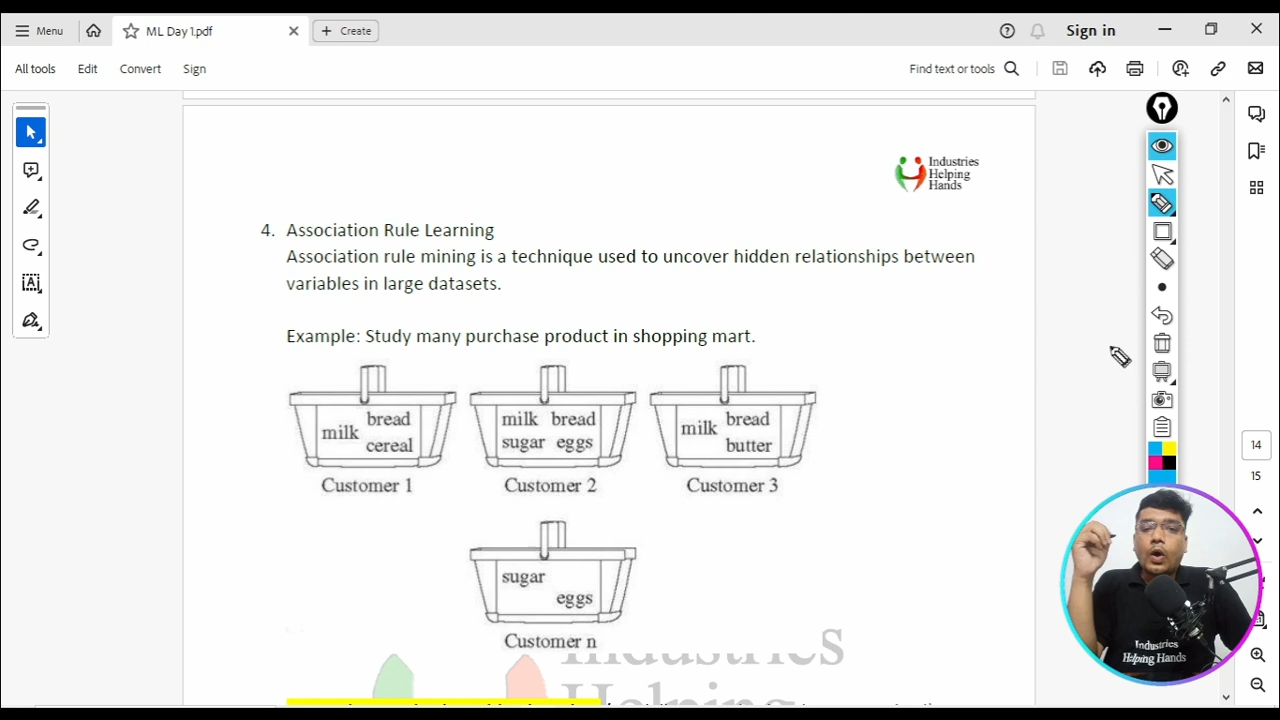 Menu
ML Day 1.pdf
Create
Sign in
All tools
Edit
Convert
Sign
Find text or tools
Industries
Helping
Hands
4. Association Rule Learning
Association rule mining is a technique used to uncover hidden relationships between
variables in large datasets.
Example: Study many purchase product in shopping mart.
milk bread
cereal
Customer 1
milk bread
sugar eggs
Customer 2
milk bread
butter
Customer 3
sugar
eggs
Customer n
Industries
Helping
14
15
Industries
Helping Hands